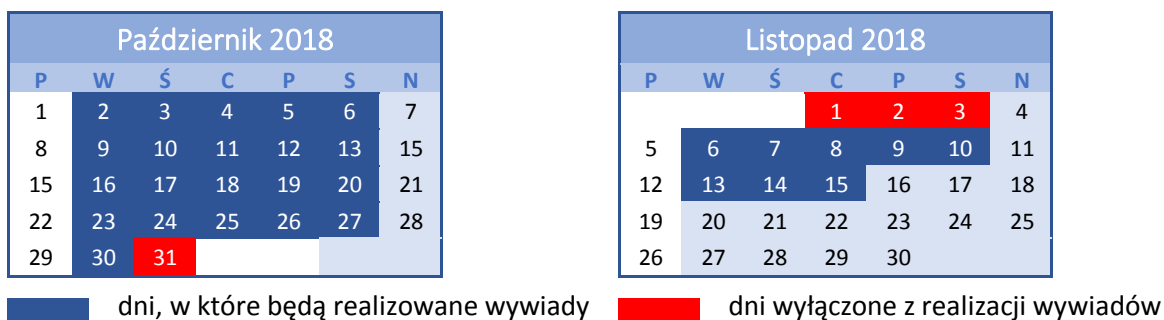 Październik 2018
P W Ś C P S N
1 2 3 4 5 6 7
8 9 10 11 12 13 15
15 16 17 18 19 20 21
22 23 24 25 26 27 28
29 30 31
Listopad 2018
P W Ś C P S N
1 2 3 4
5 6 7 8 9 10 11
12 13 14 15 16 17 18
19 20 21 22 23 24 25
26 27 28 29 30
dni, w które będą realizowane wywiady
dni wyłączone z realizacji wywiadów